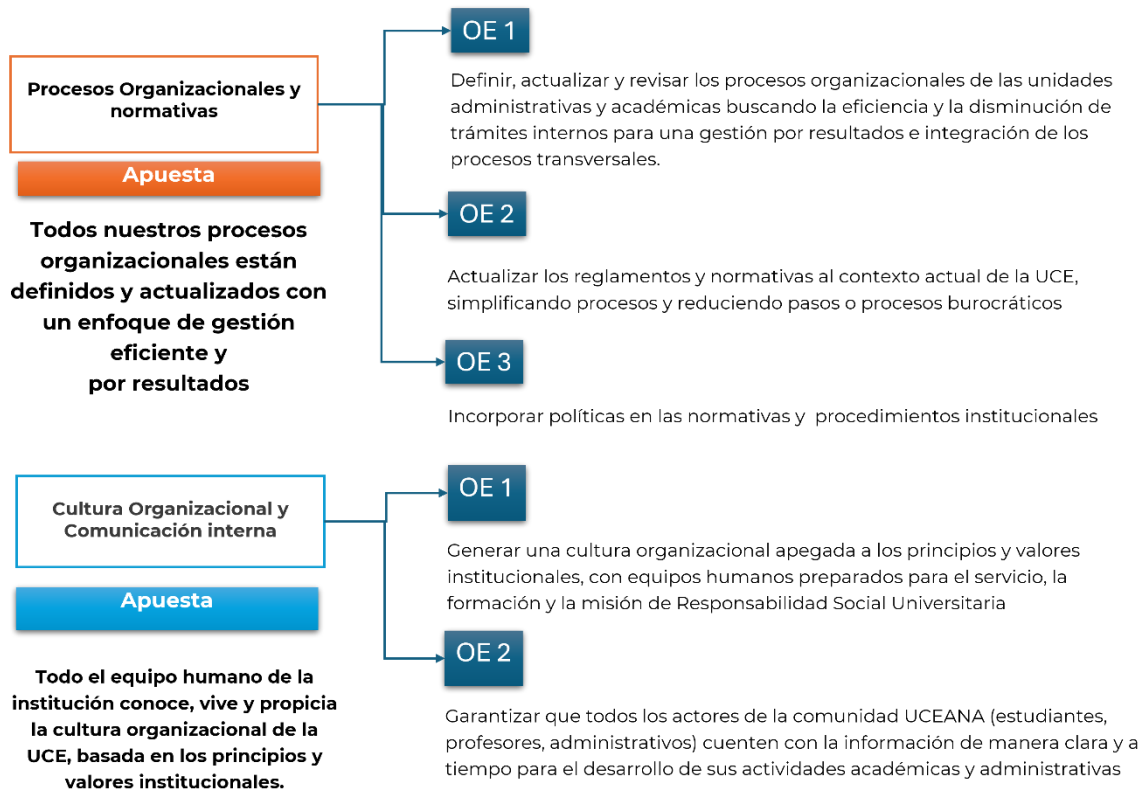 Procesos Organizacionales y
normativas
Apuesta
Todos nuestros procesos
organizacionales están
definidos y actualizados con
un enfoque de gestión
eficiente y
por resultados
OE 1
Definir, actualizar y revisar los procesos organizacionales de las unidades
administrativas y académicas buscando la eficiencia y la disminución de
trámites internos para una gestión por resultados e integración de los
procesos transversales.
OE 2
Actualizar los reglamentos y normativas al contexto actual de la UCE,
simplificando procesos y reduciendo pasos o procesos burocráticos
OE 3
Incorporar políticas en las normativas y  procedimientos institucionales
Cultura Organizacional y
Comunicación interna
Apuesta
Todo el equipo humano de la
institución conoce, vive y propicia
la cultura organizacional de la
UCE, basada en los principios y
valores institucionales.
OE 1
Generar una cultura organizacional apegada a los principios y valores
institucionales, con equipos humanos preparados para el servicio, la
formación y la misión de Responsabilidad Social Universitaria
OE 2
Garantizar que todos los actores de la comunidad UCEANA (estudiantes,
profesores, administrativos) cuenten con la información de manera clara y a
tiempo para el desarrollo de sus actividades académicas y administrativas